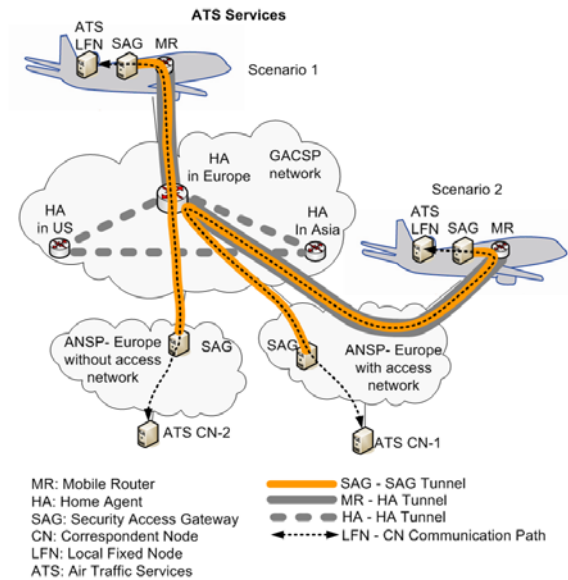 ATS Services
ATS
LFN
SAG
MR
Scenario 1
HA
in Europe
GACSP
network
Scenario 2
HA
in US
HA
In Asia
ATS
LFN
SAG
MR
ANSP- Europe
without access
network
SAG
SAG
ANSP- Europe
with access
network
ATS CN-2
ATS CN-1
MR: Mobile Router
HA: Home Agent
SAG: Security Access Gateway
CN: Correspondent Node
LFN: Local Fixed Node
ATS: Air Traffic Services
SAG - SAG Tunnel
MR - HA Tunnel
HA - HA Tunnel
LFN - CN Communication Path